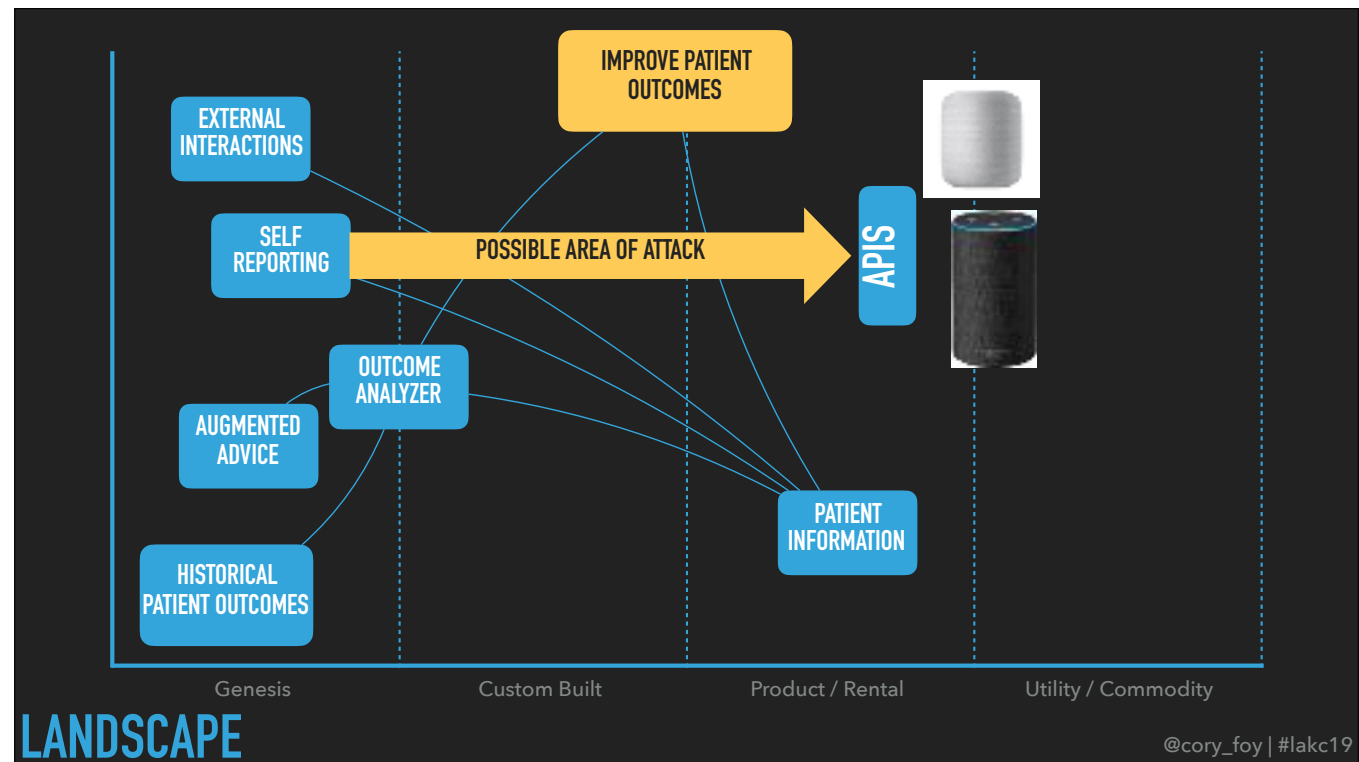 IMPROVE PATIENT
OUTCOMES
EXTERNAL
INTERACTIONS
SELF
REPORTING
POSSIBLE AREA OF ATTACK
APIS
OUTCOME
ANALYZER
AUGMENTED
ADVICE
PATIENT
INFORMATION
HISTORICAL
PATIENT OUTCOMES
Genesis
Custom Built
Product / Rental
Utility / Commodity
LANDSCAPE
@cory_foy | #lakc19